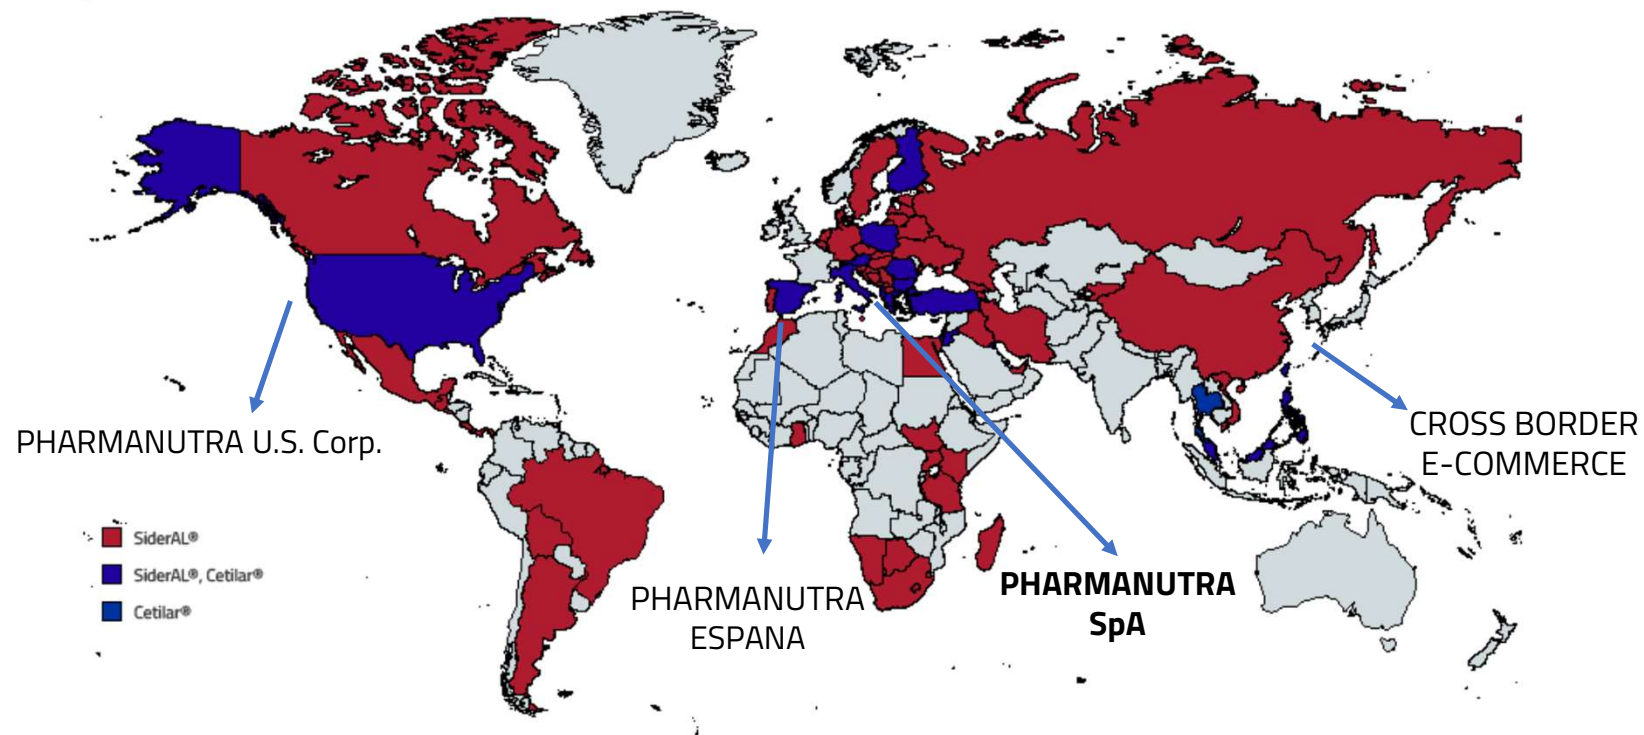 PHARMANUTRA U.S. Corp.
CROSS BORDER
E-COMMERCE
SiderAL®
SiderAL®, Cetilar®
Cetilar®
PHARMANUTRA
ESPANA
PHARMANUTRA
SpA